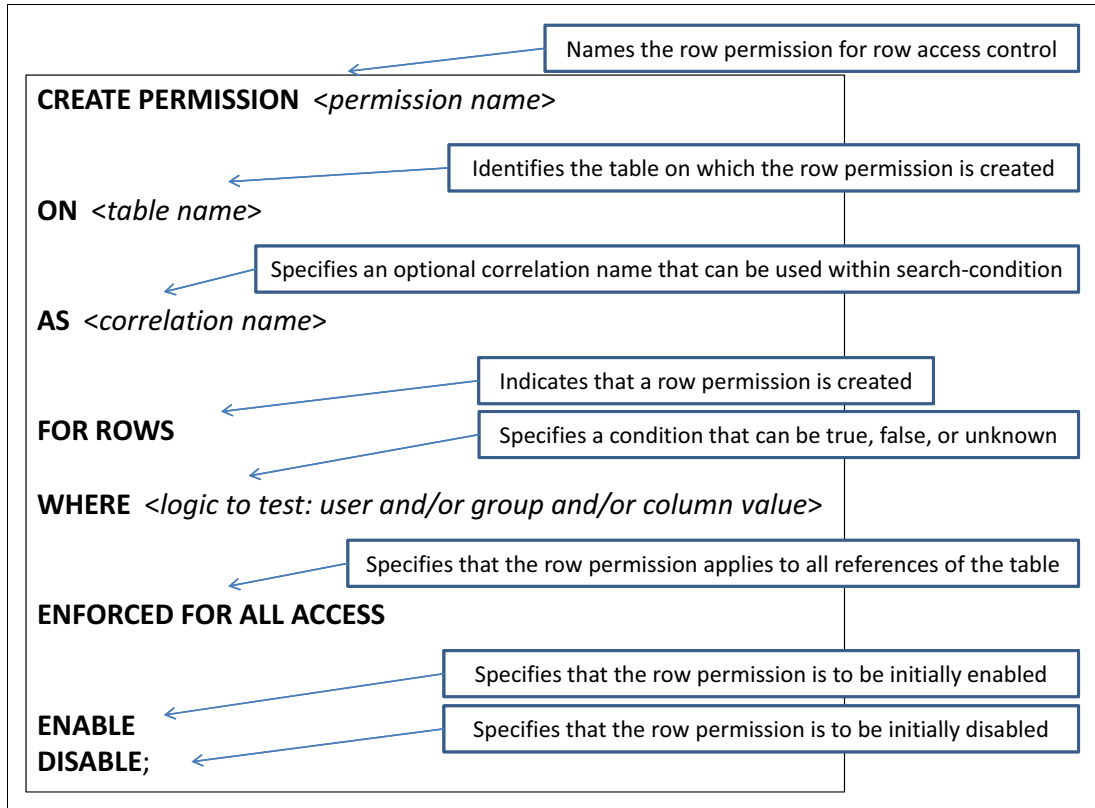 Names the row permission for row access control
CREATE PERMISSION <permission name>
Identifies the table on which the row permission is created
ON <table name>
Specifies an optional correlation name that can be used within search-condition
AS <correlation name>
Indicates that a row permission is created
FOR ROWS
Specifies a condition that can be true, false, or unknown
WHERE <logic to test: user and/or group and/or column value>
Specifies that the row permission applies to all references of the table
ENFORCED FOR ALL ACCESS
Specifies that the row permission is to be initially enabled
ENABLE
Specifies that the row permission is to be initially disabled
DISABLE;